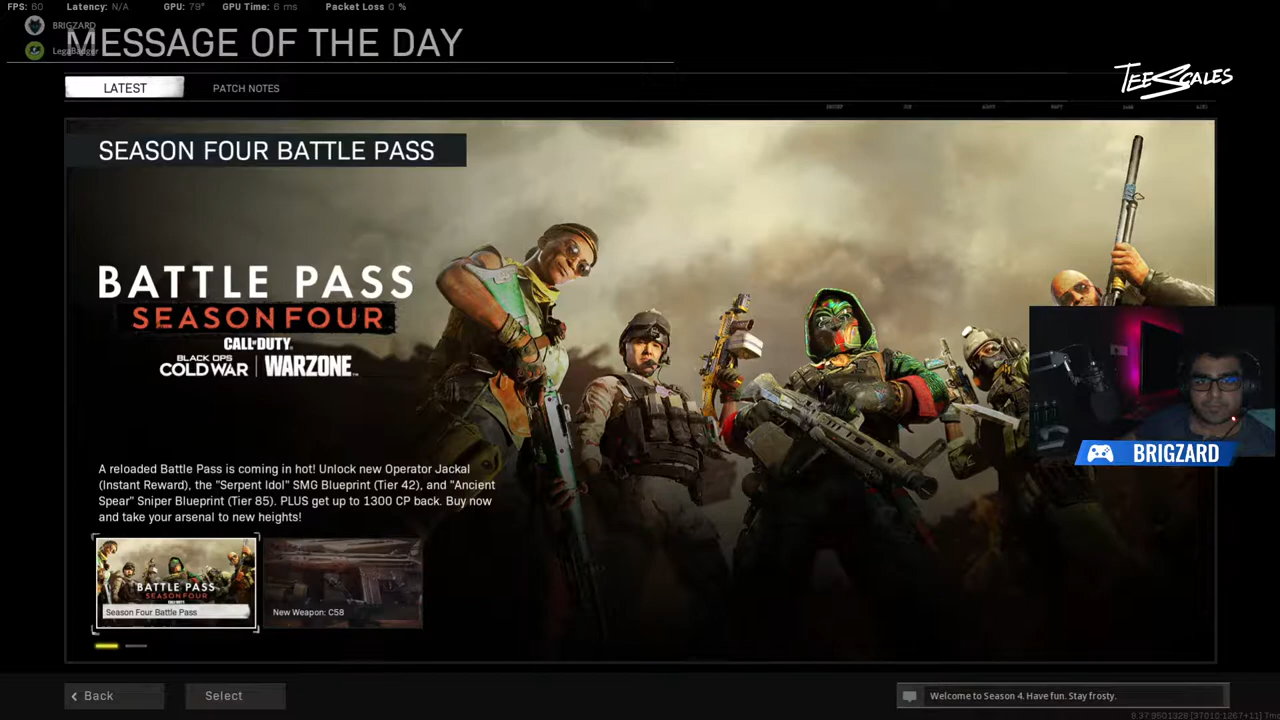 FPS: 60 Latency: N/A GPU: 79° GPU Time: 6 ms Packet Loss 0 %
BRIGZARD
MESSAGE OF THE DAY
TEESCALES
LATEST
PATCH NOTES
SEASON FOUR BATTLE PASS
BATTLE PASS
SEASON FOUR
CALL OF DUTY
BLACK OPS
COLD WAR | WARZONE™
BRIGZARD
A reloaded Battle Pass is coming in hot! Unlock new Operator Jackal
(Instant Reward), the "Serpent Idol" SMG Blueprint (Tier 42), and "Ancient
Spear" Sniper Blueprint (Tier 85). PLUS get up to 1300 CP back. Buy now
and take your arsenal to new heights!
BATTLE PASS
SEASON FOUR
Season Four Battle Pass
New Weapon: C58
Back
Select
Welcome to Season 4. Have fun. Stay frosty.